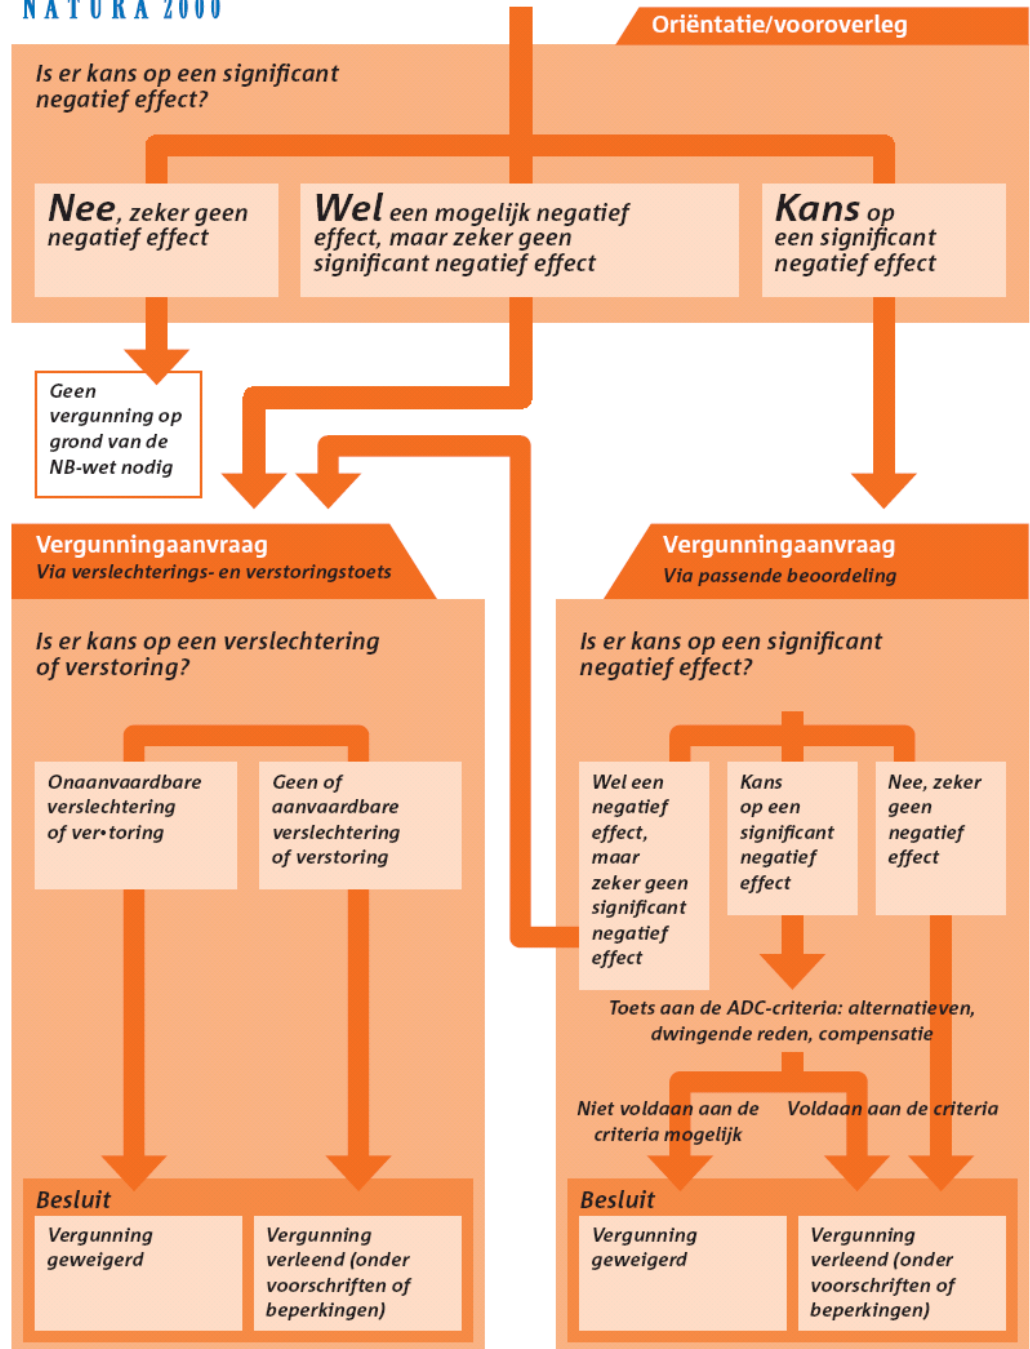 NATURA 2000
Oriëntatie/vooroverleg
Is er kans op een significant
negatief effect?
Nee, zeker geen
negatief effect
Wel een mogelijk negatief
effect, maar zeker geen
significant negatief effect
Kans op
een significant
negatief effect
Geen
vergunning op
grond van de
NB-wet nodig
Vergunningaanvraag
Via verslechterings- en verstoringstoets
Is er kans op een verslechtering
of verstoring?
Onaanvaardbare
verslechtering
of ver•toring
Geen of
aanvaardbare
verslechtering
of verstoring
Besluit
Vergunning
geweigerd
Vergunning
verleend (onder
voorschriften of
beperkingen)
Vergunningaanvraag
Via passende beoordeling
Is er kans op een significant
negatief effect?
Wel een
negatief
effect,
maar
zeker geen
significant
negatief
effect
Kans
op een
significant
negatief
effect
Nee, zeker
geen
negatief
effect
Toets aan de ADC-criteria: alternatieven,
dwingende reden, compensatie
Niet voldaan aan de
criteria mogelijk
Voldaan aan de criteria
Besluit
Vergunning
geweigerd
Vergunning
verleend (onder
voorschriften of
beperkingen)